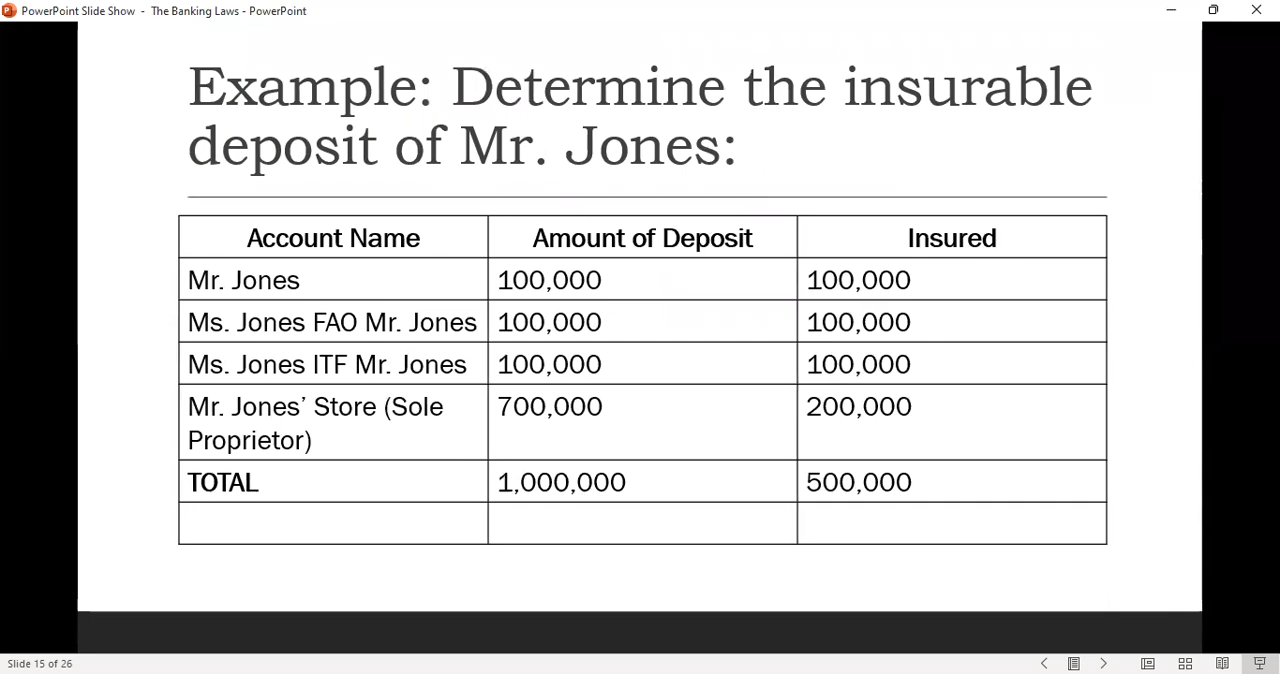 PowerPoint Slide Show - The Banking Laws - PowerPoint
Example: Determine the insurable
deposit of Mr. Jones:
Account Name Amount of Deposit Insured
Mr. Jones 100,000 100,000
Ms. Jones FAO Mr. Jones 100,000 100,000
Ms. Jones ITF Mr. Jones 100,000 100,000
Mr. Jones’ Store (Sole 700,000 200,000
Proprietor)
TOTAL 1,000,000 500,000
Slide 15 of 26